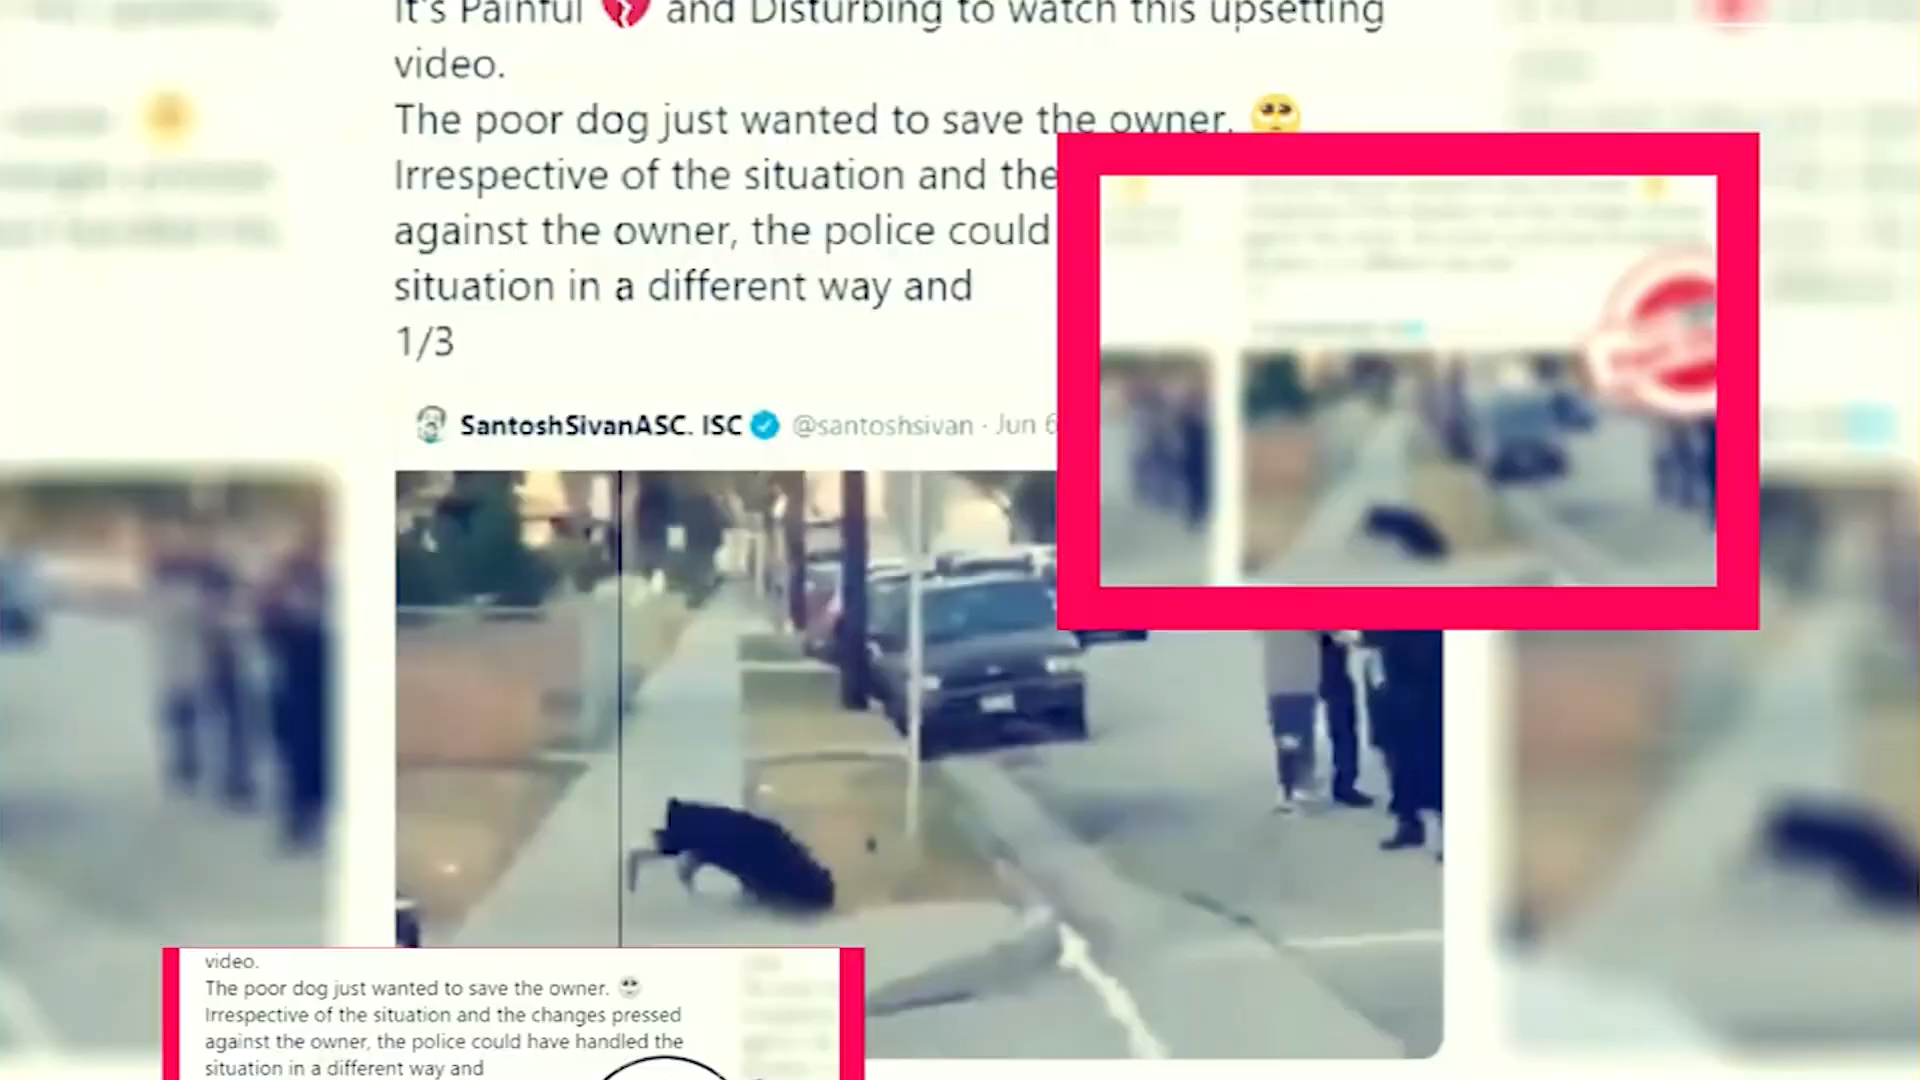 It's Painful 💔 and Disturbing to watch this upsetting
video.
The poor dog just wanted to save the owner. 🥺
Irrespective of the situation and the
against the owner, the police could
situation in a different way and
1/3
SantoshSivanASC. ISC @santoshsivan · Jun 6
video.
The poor dog just wanted to save the owner. 🥺
Irrespective of the situation and the changes pressed
against the owner, the police could have handled the
situation in a different way and